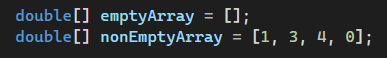 double[] emptyArray = [];
double[] nonEmptyArray = [1, 3, 4, 0];